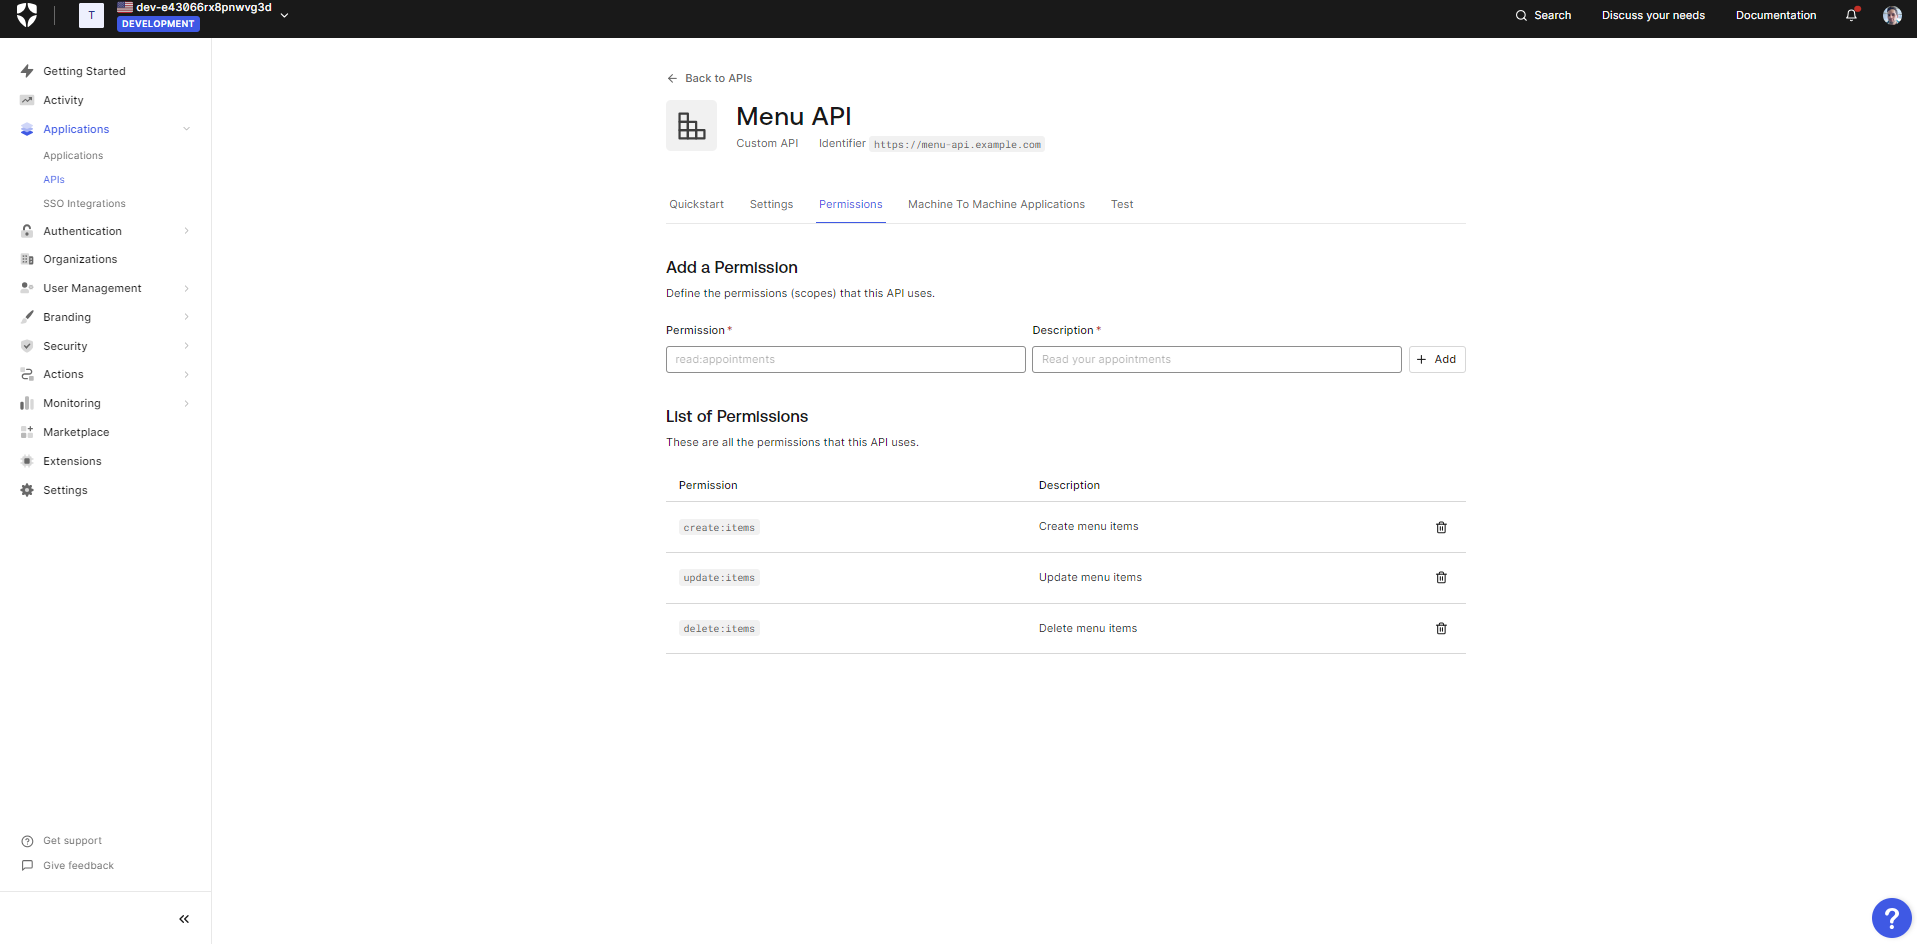 T
dev-e43066rx8pnwvg3d
DEVELOPMENT
Search
Discuss your needs
Documentation
Getting Started
Activity
Applications
Applications
APIs
SSO Integrations
Authentication
Organizations
User Management
Branding
Security
Actions
Monitoring
Marketplace
Extensions
Settings
Get support
Give feedback
Back to APIs
Menu API
Custom API Identifier https://menu-api.example.com
Quickstart Settings Permissions Machine To Machine Applications Test
Add a Permission
Define the permissions (scopes) that this API uses.
Permission * Description *
read:appointments Read your appointments + Add
List of Permissions
These are all the permissions that this API uses.
Permission Description
create:items Create menu items
update:items Update menu items
delete:items Delete menu items
?